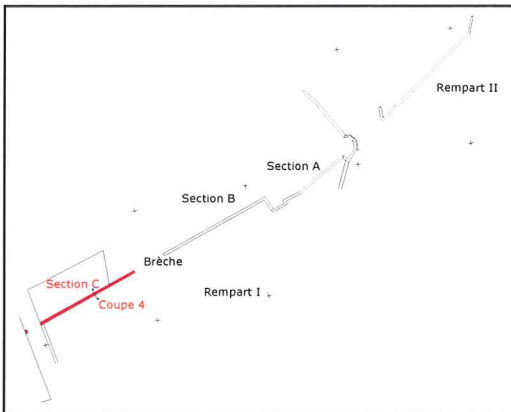 Rempart II
Section A
Section B
Brèche
Section C
Rempart I
Coupe 4